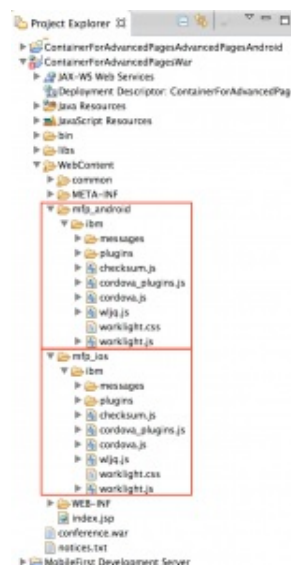 Project Explorer
ContainerForAdvancedPagesAdvancedPagesAndroid
ContainerForAdvancedPagesWar
JAX-WS Web Services
Deployment Descriptor: ContainerForAdvancedPag
Java Resources
JavaScript Resources
bin
libs
WebContent
common
META-INF
mfp_android
ibm
messages
plugins
checksum.js
cordova_plugins.js
cordova.js
wljq.js
worklight.css
worklight.js
mfp_ios
ibm
messages
plugins
checksum.js
cordova_plugins.js
cordova.js
wljq.js
worklight.css
worklight.js
WEB-INF
index.jsp
conference.war
notices.txt
MobileFirst Development Server